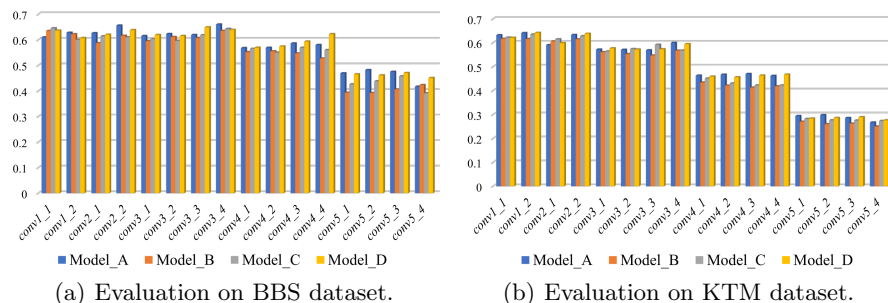 0.7
0.6
0.5
0.4
0.3
0.2
0.1
0
conv1_1
conv1_2
conv2_1
conv2_2
conv3_1
conv3_2
conv3_3
conv3_4
conv4_1
conv4_2
conv4_3
conv4_4
conv5_1
conv5_2
conv5_3
conv5_4
Model_A Model_B Model_C Model_D
(a) Evaluation on BBS dataset.
0.7
0.6
0.5
0.4
0.3
0.2
0.1
0
conv1_1
conv1_2
conv2_1
conv2_2
conv3_1
conv3_2
conv3_3
conv3_4
conv4_1
conv4_2
conv4_3
conv4_4
conv5_1
conv5_2
conv5_3
conv5_4
Model_A Model_B Model_C Model_D
(b) Evaluation on KTM dataset.